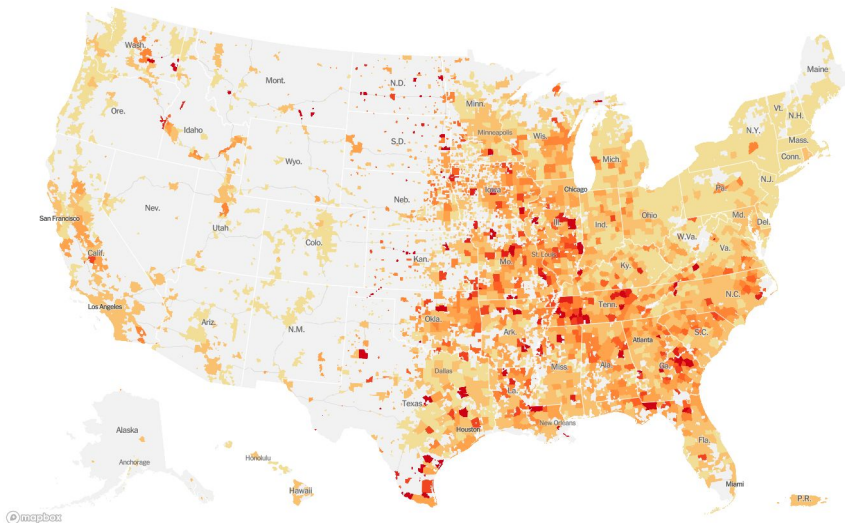 Wash.
Maine
Mont.
N.D.
Minn.
Vt.
Ore.
N.H.
Idaho
Minneapolis
Wis.
N.Y.
S.D.
Mass.
Mich.
Conn.
Wyo.
Iowa
Chicago
Pa.
N.J.
Neb.
San Francisco
Nev.
Utah
Ill.
Ind.
Ohio
Md.
Del.
Colo.
W.Va.
Calif.
Kan.
Mo.
St. Louis
Va.
Ky.
Los Angeles
Tenn.
N.C.
Ariz.
N.M.
Okla.
Ark.
S.C.
Atlanta
Dallas
Miss.
Ala.
Ga.
La.
Texas
New Orleans
Alaska
Houston
Fla.
Anchorage
Honolulu
Miami
Hawaii
P.R.
mapbox